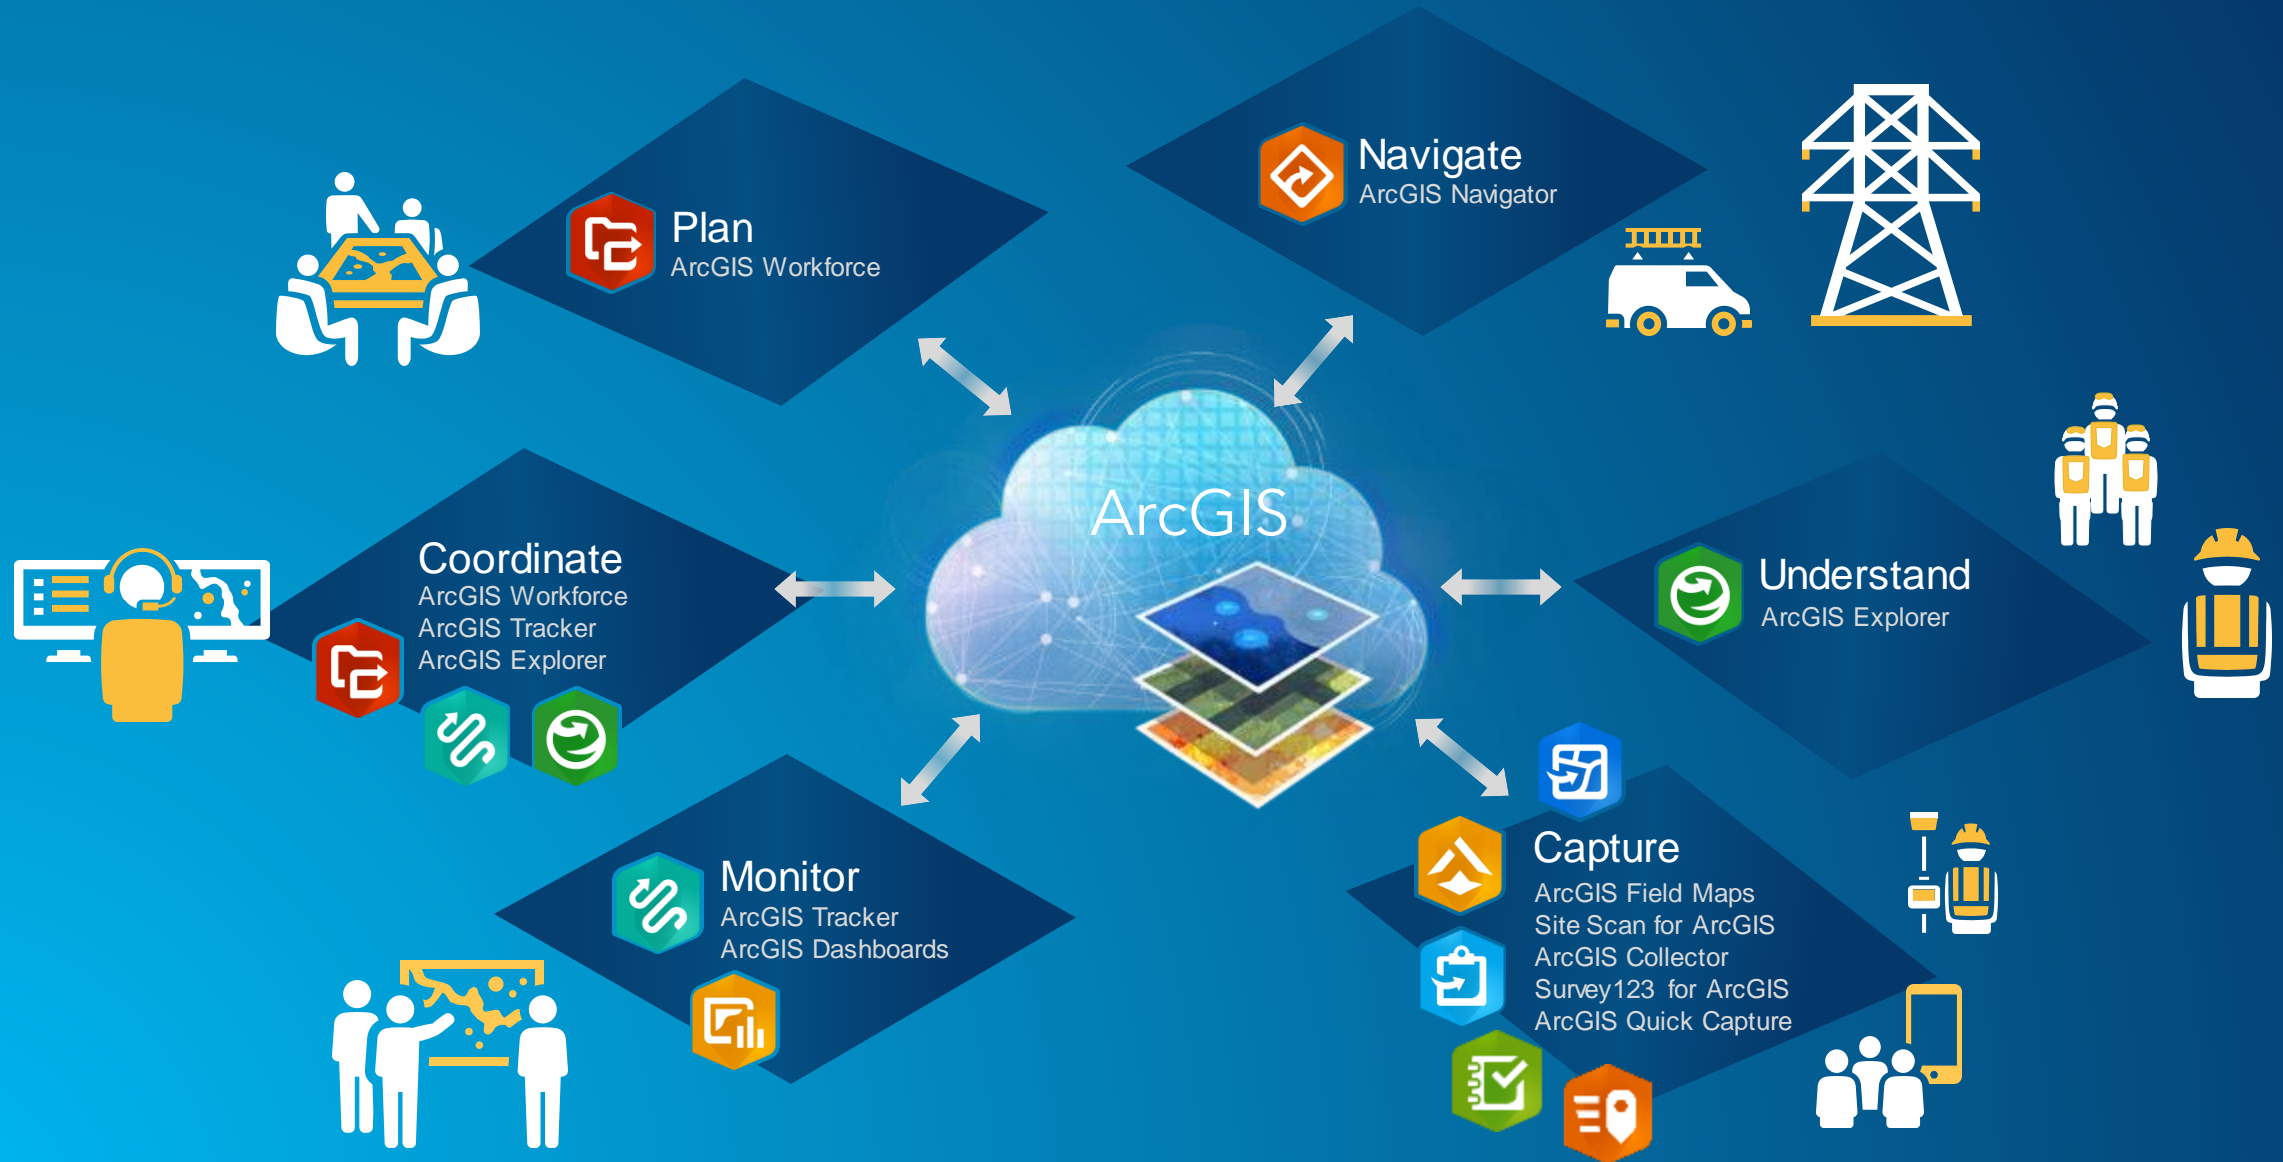 Navigate
ArcGIS Navigator
Plan
ArcGIS Workforce
ArcGIS
Coordinate
ArcGIS Workforce
ArcGIS Tracker
ArcGIS Explorer
Understand
ArcGIS Explorer
Monitor
ArcGIS Tracker
ArcGIS Dashboards
Capture
ArcGIS Field Maps
Site Scan for ArcGIS
ArcGIS Collector
Survey123 for ArcGIS
ArcGIS Quick Capture